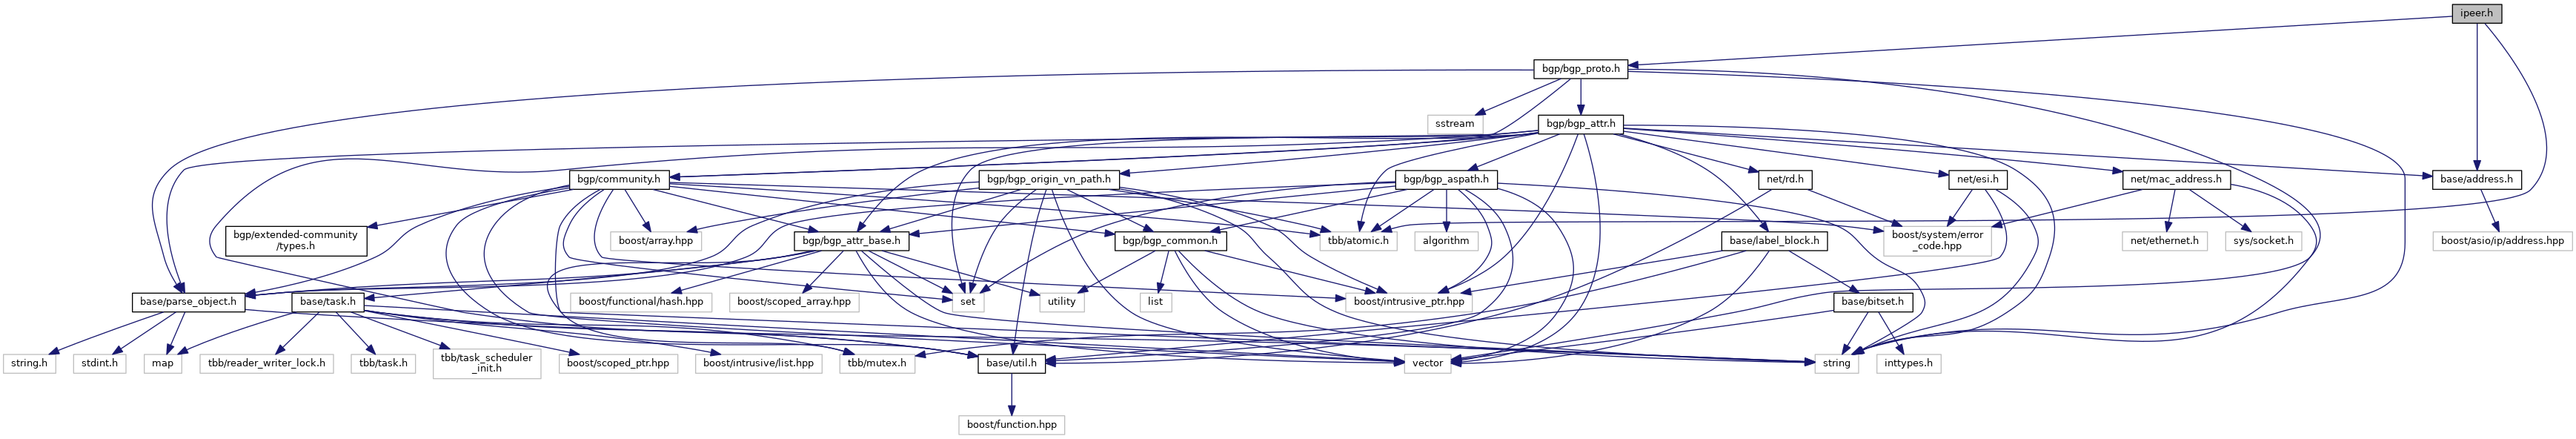 ipeer.h
bgp/bgp_proto.h
sstream
bgp/bgp_attr.h
bgp/community.h
bgp/bgp_origin_vn_path.h
bgp/bgp_aspath.h
net/rd.h
net/esi.h
net/mac_address.h
base/address.h
bgp/extended-community
/types.h
boost/array.hpp
bgp/bgp_attr_base.h
bgp/bgp_common.h
tbb/atomic.h
algorithm
base/label_block.h
boost/system/error
_code.hpp
net/ethernet.h
sys/socket.h
boost/asio/ip/address.hpp
base/parse_object.h
base/task.h
boost/functional/hash.hpp
boost/scoped_array.hpp
set
utility
list
boost/intrusive_ptr.hpp
base/bitset.h
string.h
stdint.h
map
tbb/reader_writer_lock.h
tbb/task.h
tbb/task_scheduler
_init.h
boost/scoped_ptr.hpp
boost/intrusive/list.hpp
tbb/mutex.h
base/util.h
vector
string
inttypes.h
boost/function.hpp